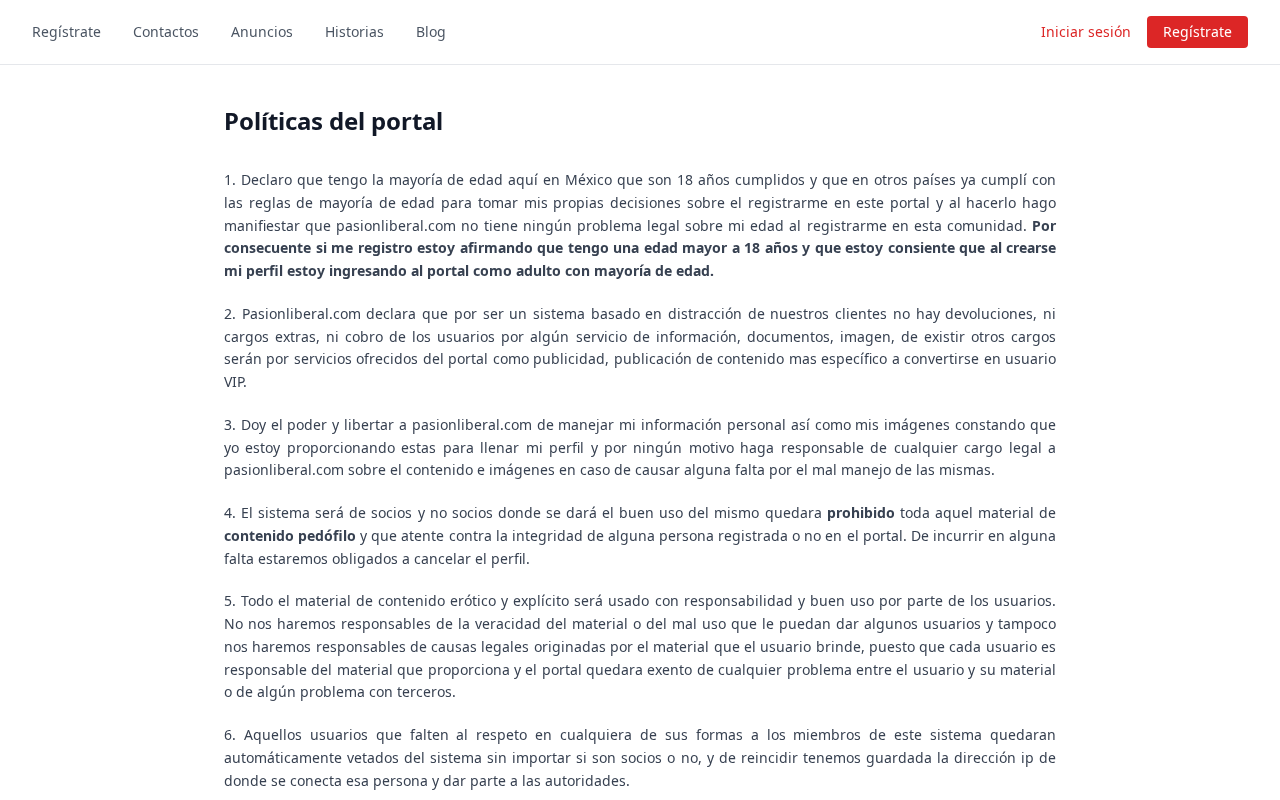 Regístrate
Contactos
Anuncios
Historias
Blog
Iniciar sesión
Regístrate
Políticas del portal
1. Declaro que tengo la mayoría de edad aquí en México que son 18 años cumplidos y que en otros países ya cumplí con
las reglas de mayoría de edad para tomar mis propias decisiones sobre el registrarme en este portal y al hacerlo hago
manifiestar que pasionliberal.com no tiene ningún problema legal sobre mi edad al registrarme en esta comunidad. Por
consecuente si me registro estoy afirmando que tengo una edad mayor a 18 años y que estoy consiente que al crearse
mi perfil estoy ingresando al portal como adulto con mayoría de edad.
2. Pasionliberal.com declara que por ser un sistema basado en distracción de nuestros clientes no hay devoluciones, ni
cargos extras, ni cobro de los usuarios por algún servicio de información, documentos, imagen, de existir otros cargos
serán por servicios ofrecidos del portal como publicidad, publicación de contenido mas específico a convertirse en usuario
VIP.
3. Doy el poder y libertar a pasionliberal.com de manejar mi información personal así como mis imágenes constando que
yo estoy proporcionando estas para llenar mi perfil y por ningún motivo haga responsable de cualquier cargo legal a
pasionliberal.com sobre el contenido e imágenes en caso de causar alguna falta por el mal manejo de las mismas.
4. El sistema será de socios y no socios donde se dará el buen uso del mismo quedara prohibido toda aquel material de
contenido pedófilo y que atente contra la integridad de alguna persona registrada o no en el portal. De incurrir en alguna
falta estaremos obligados a cancelar el perfil.
5. Todo el material de contenido erótico y explícito será usado con responsabilidad y buen uso por parte de los usuarios.
No nos haremos responsables de la veracidad del material o del mal uso que le puedan dar algunos usuarios y tampoco
nos haremos responsables de causas legales originadas por el material que el usuario brinde, puesto que cada usuario es
responsable del material que proporciona y el portal quedara exento de cualquier problema entre el usuario y su material
o de algún problema con terceros.
6. Aquellos usuarios que falten al respeto en cualquiera de sus formas a los miembros de este sistema quedaran
automáticamente vetados del sistema sin importar si son socios o no, y de reincidir tenemos guardada la dirección ip de
donde se conecta esa persona y dar parte a las autoridades.